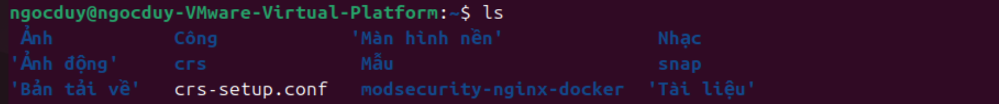 ngocduy@ngocduy-VMware-Virtual-Platform:~$ ls
Ảnh Công 'Màn hình nền' Nhạc
'Ảnh động' crs Mẫu snap
'Bản tải về' crs-setup.conf modsecurity-nginx-docker 'Tài liệu'